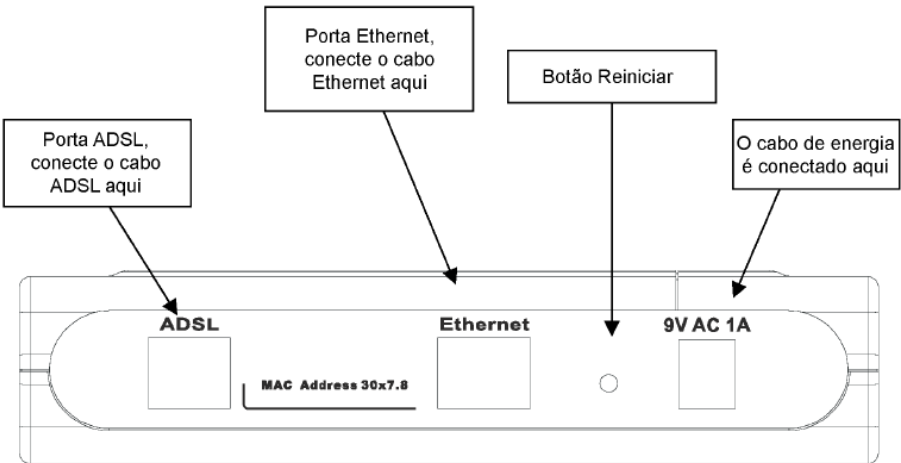 Porta Ethernet,
conecte o cabo
Ethernet aqui
Botão Reiniciar
Porta ADSL,
conecte o cabo
ADSL aqui
O cabo de energia
é conectado aqui
ADSL
Ethernet
9V AC 1A
MAC Address 30x7.8